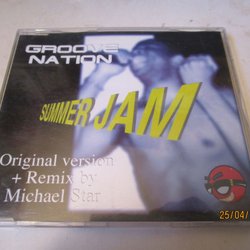 GROOVE
NATION
SUMMER JAM
Original version
+ Remix by
Michael Star
25/04